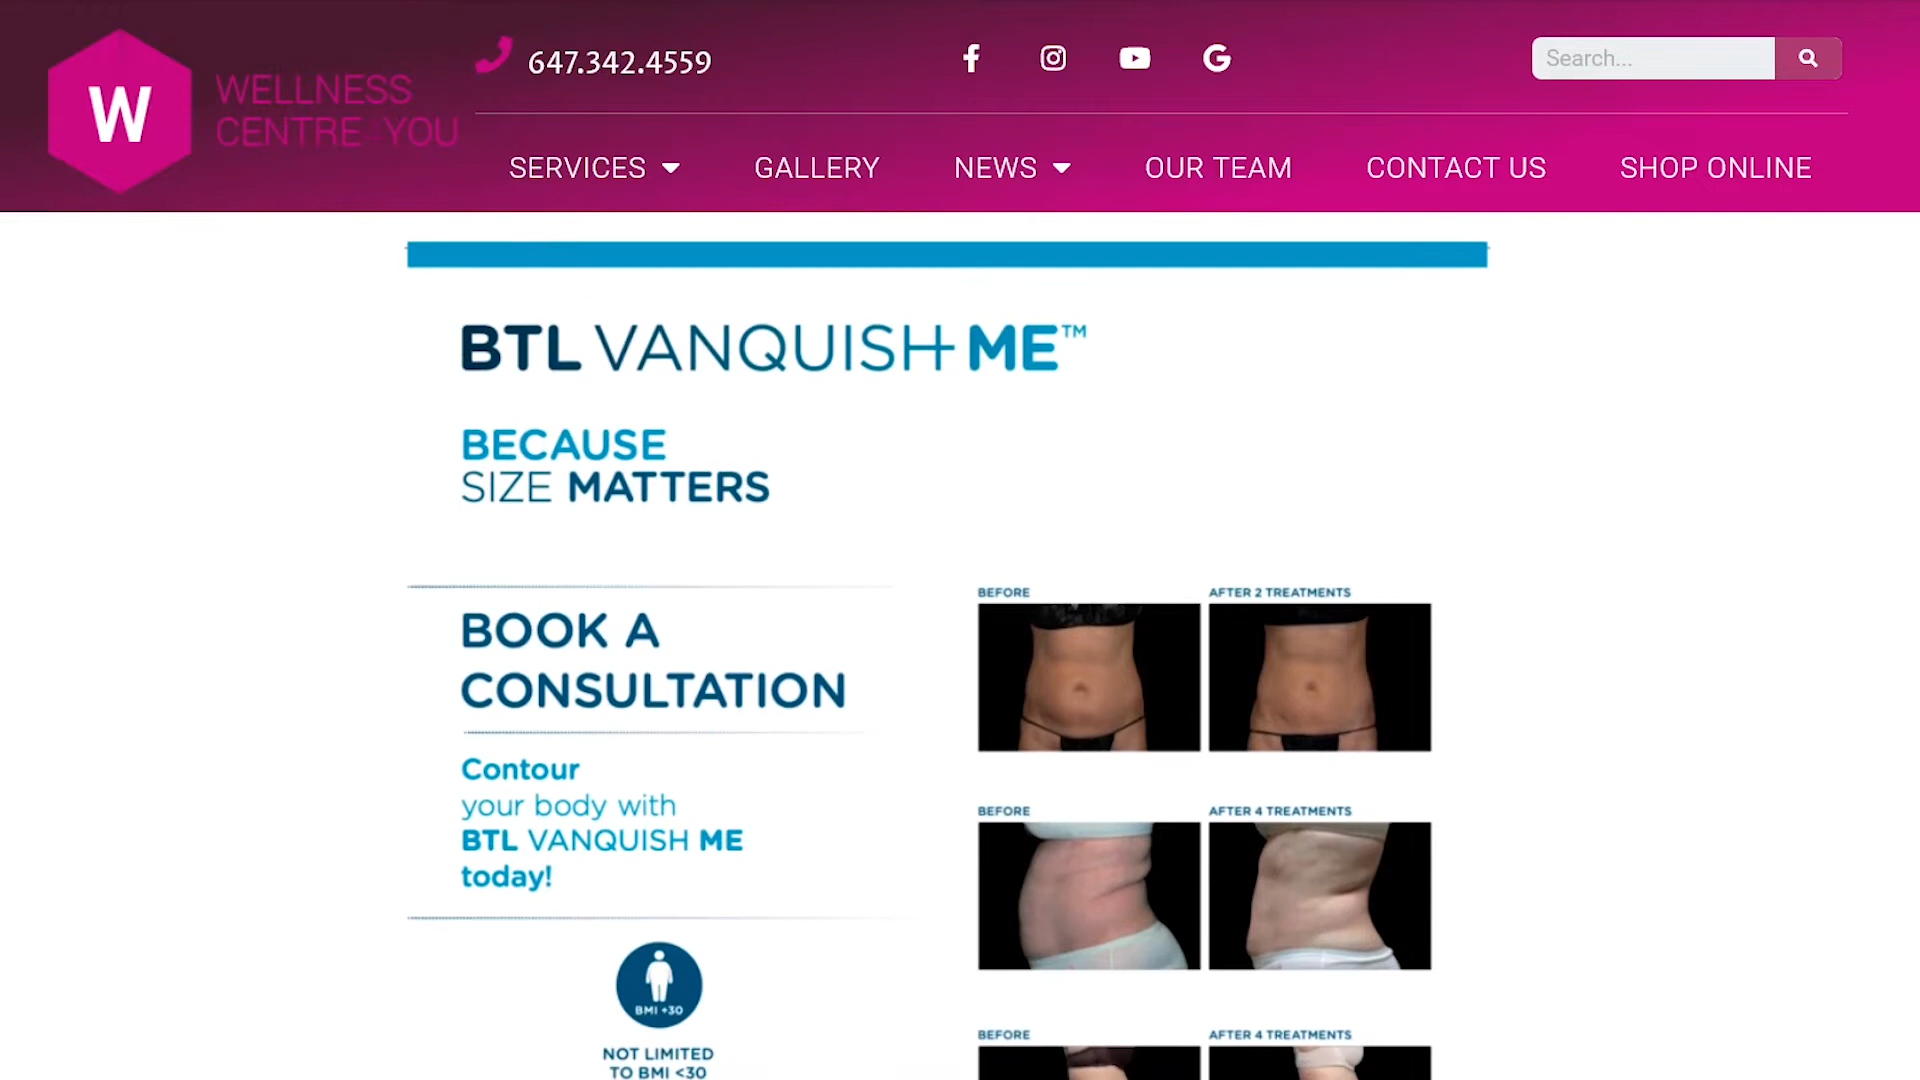 647.342.4559
Search...
W
WELLNESS
CENTRE4YOU
SERVICES
GALLERY
NEWS
OUR TEAM
CONTACT US
SHOP ONLINE
BTL VANQUISH ME™
BECAUSE
SIZE MATTERS
BOOK A
CONSULTATION
Contour
your body with
BTL VANQUISH ME
today!
BMI +30
NOT LIMITED
TO BMI <30
BEFORE
AFTER 2 TREATMENTS
BEFORE
AFTER 4 TREATMENTS
BEFORE
AFTER 4 TREATMENTS